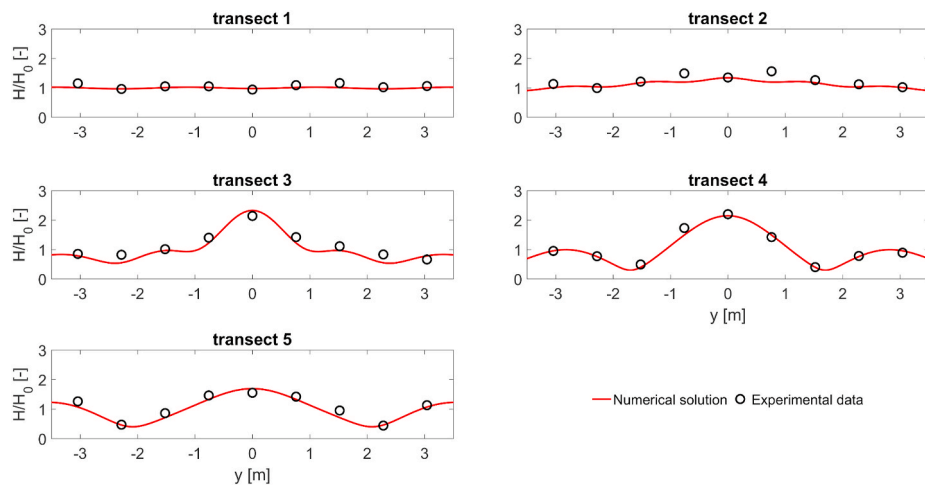 transect 1
H/H0 [-]
3
2
1
0
-3 -2 -1 0 1 2 3
transect 2
3
2
1
0
-3 -2 -1 0 1 2 3
transect 3
H/H0 [-]
3
2
1
0
-3 -2 -1 0 1 2 3
transect 4
3
2
1
0
-3 -2 -1 0 1 2 3
y [m]
transect 5
H/H0 [-]
3
2
1
0
-3 -2 -1 0 1 2 3
y [m]
Numerical solution Experimental data